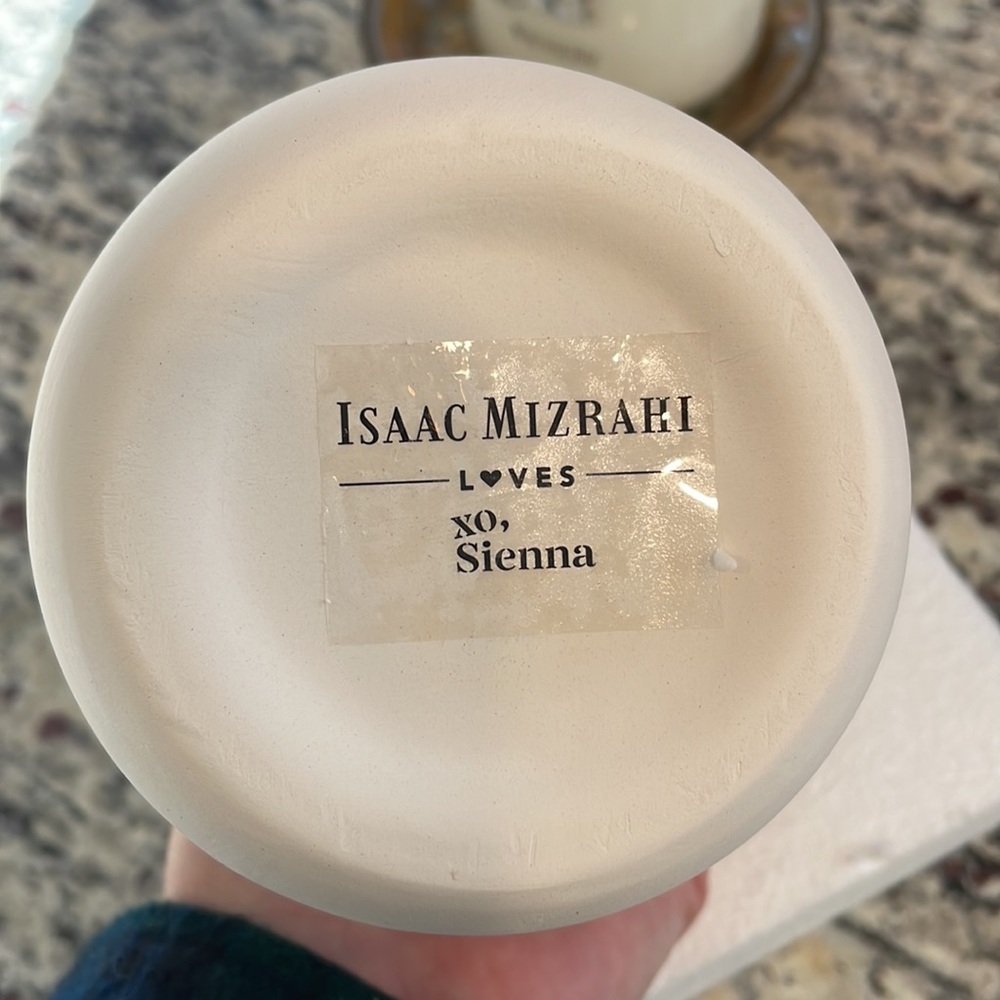 ISAAC MIZRAHI
L♥VES
xo,
Sienna